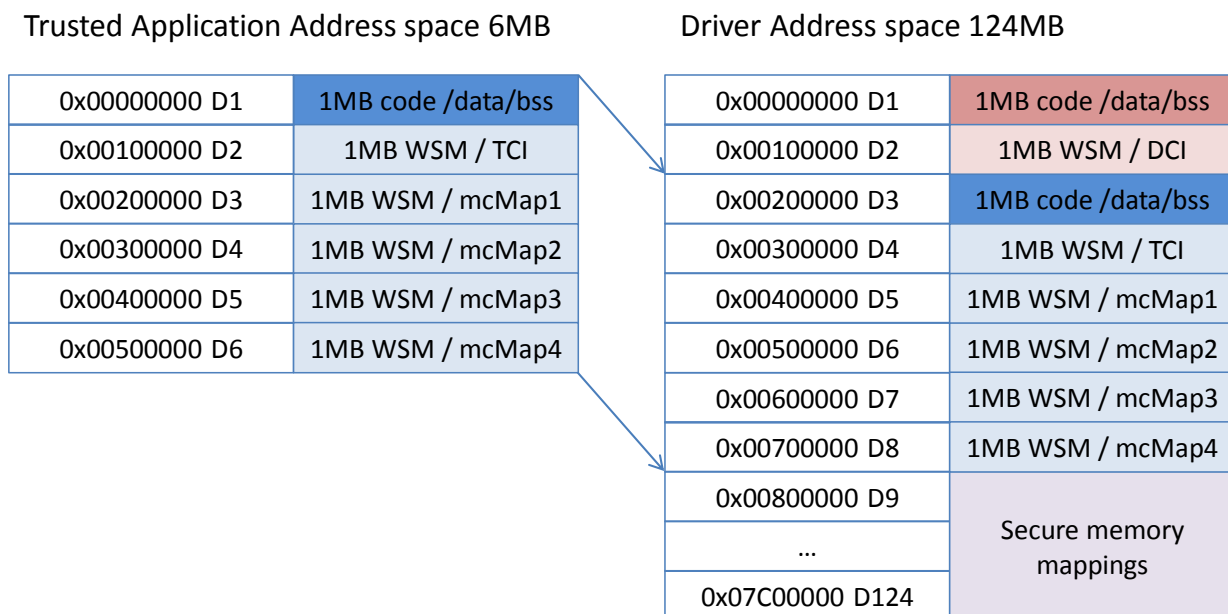 Trusted Application Address space 6MB
Driver Address space 124MB
0x00000000 D1 1MB code /data/bss
0x00100000 D2 1MB WSM / TCI
0x00200000 D3 1MB WSM / mcMap1
0x00300000 D4 1MB WSM / mcMap2
0x00400000 D5 1MB WSM / mcMap3
0x00500000 D6 1MB WSM / mcMap4
0x00000000 D1 1MB code /data/bss
0x00100000 D2 1MB WSM / DCI
0x00200000 D3 1MB code /data/bss
0x00300000 D4 1MB WSM / TCI
0x00400000 D5 1MB WSM / mcMap1
0x00500000 D6 1MB WSM / mcMap2
0x00600000 D7 1MB WSM / mcMap3
0x00700000 D8 1MB WSM / mcMap4
0x00800000 D9
...
0x07C00000 D124
Secure memory
mappings